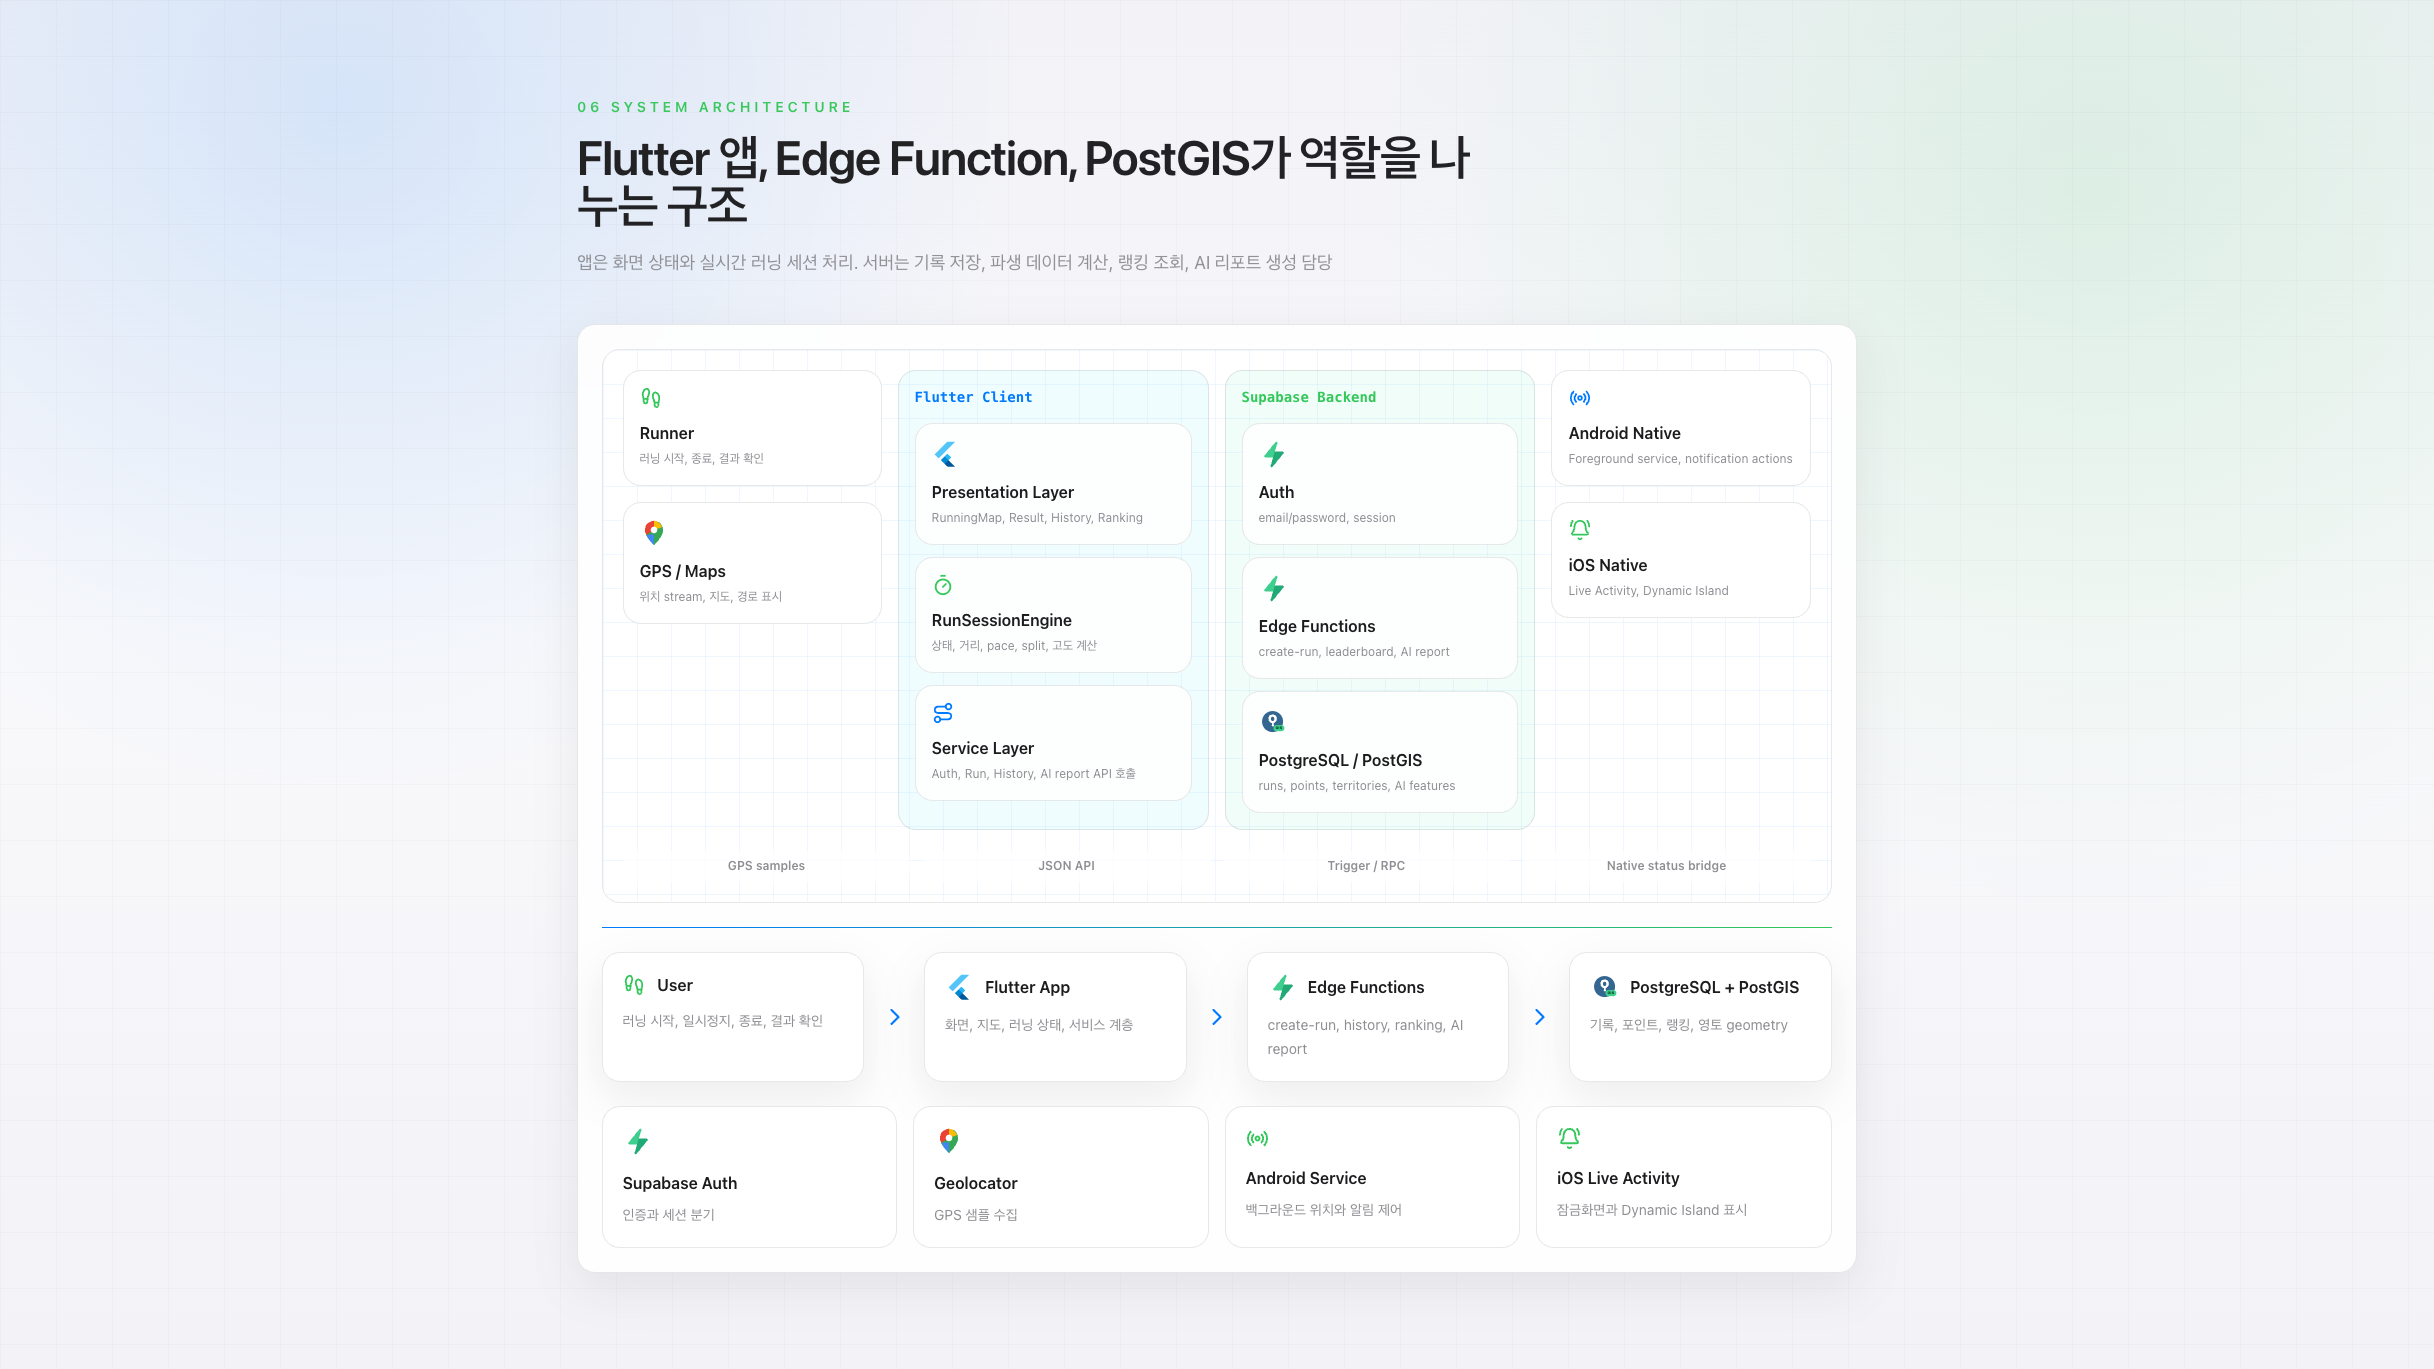 06 SYSTEM ARCHITECTURE
Flutter 앱, Edge Function, PostGIS가 역할을 나
누는 구조
앱은 화면 상태와 실시간 러닝 세션 처리. 서버는 기록 저장, 파생 데이터 계산, 랭킹 조회, AI 리포트 생성 담당
Runner
러닝 시작, 종료, 결과 확인
GPS / Maps
위치 stream, 지도, 경로 표시
Flutter Client
Presentation Layer
RunningMap, Result, History, Ranking
RunSessionEngine
상태, 거리, pace, split, 고도 계산
Service Layer
Auth, Run, History, AI report API 호출
Supabase Backend
Auth
email/password, session
Edge Functions
create-run, leaderboard, AI report
PostgreSQL / PostGIS
runs, points, territories, AI features
Android Native
Foreground service, notification actions
iOS Native
Live Activity, Dynamic Island
GPS samples
JSON API
Trigger / RPC
Native status bridge
User
러닝 시작, 일시정지, 종료, 결과 확인
Flutter App
화면, 지도, 러닝 상태, 서비스 계층
Edge Functions
create-run, history, ranking, AI
report
PostgreSQL + PostGIS
기록, 포인트, 랭킹, 영토 geometry
Supabase Auth
인증과 세션 분기
Geolocator
GPS 샘플 수집
Android Service
백그라운드 위치와 알림 제어
iOS Live Activity
잠금화면과 Dynamic Island 표시